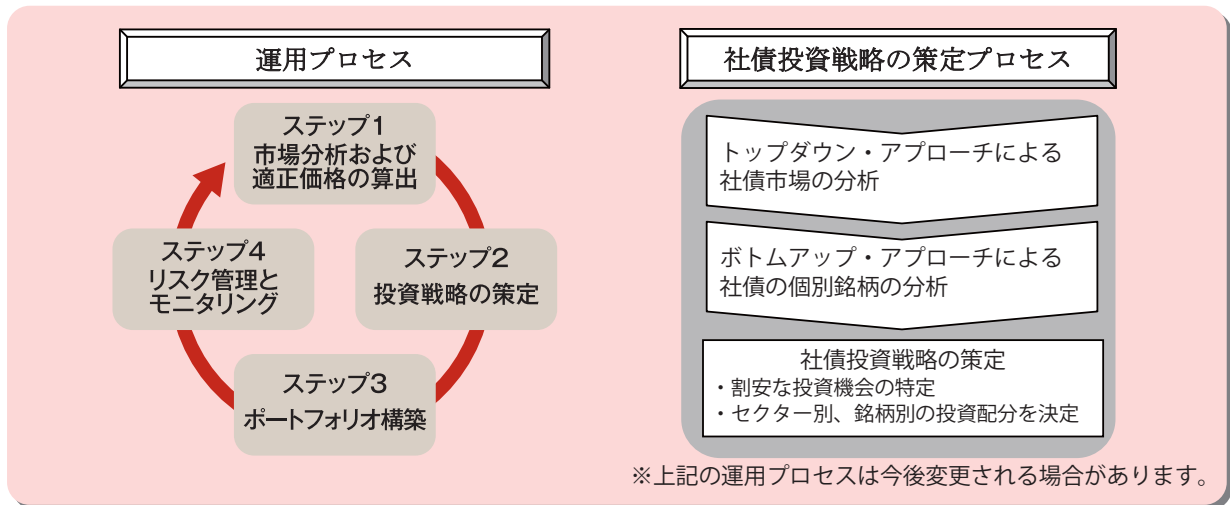 運用プロセス
ステップ1
市場分析および
適正価格の算出
ステップ2
投資戦略の策定
ステップ3
ポートフォリオ構築
ステップ4
リスク管理と
モニタリング
社債投資戦略の策定プロセス
トップダウン・アプローチによる
社債市場の分析
ボトムアップ・アプローチによる
社債の個別銘柄の分析
社債投資戦略の策定
・割安な投資機会の特定
・セクター別、銘柄別の投資配分を決定
※上記の運用プロセスは今後変更される場合があります。